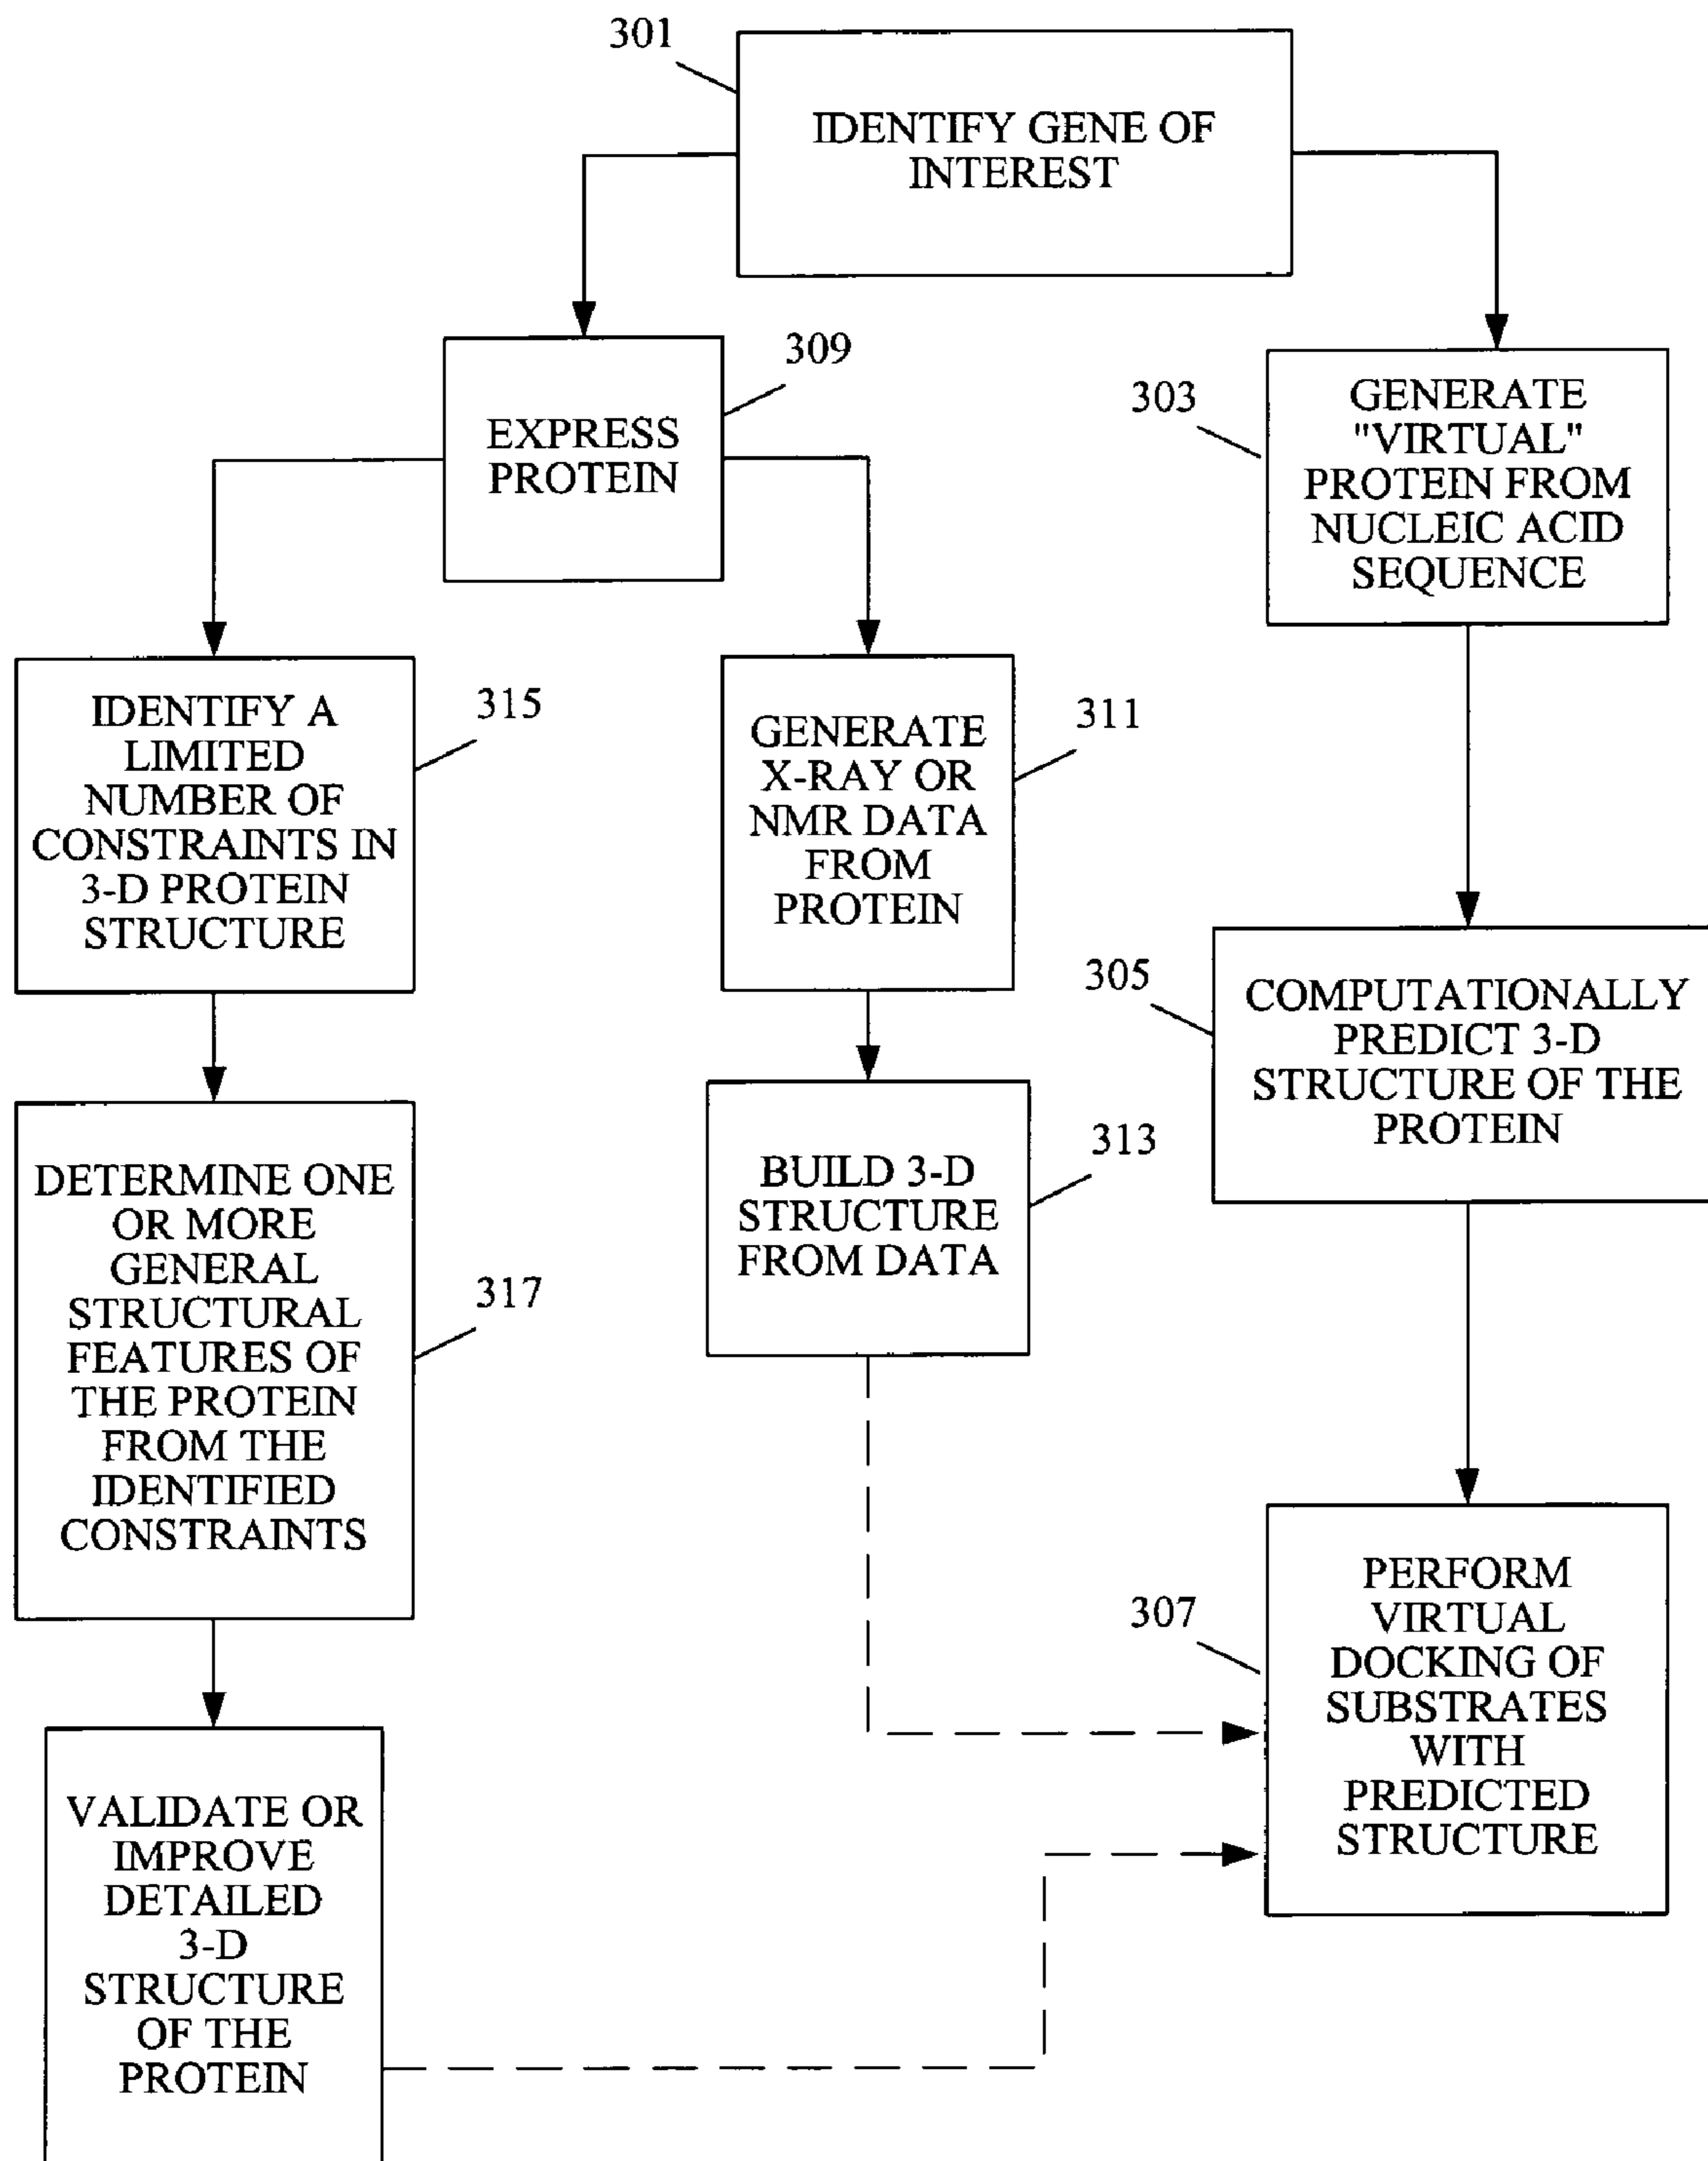 301
IDENTIFY GENE OF
INTEREST
309
EXPRESS
PROTEIN
303
GENERATE
"VIRTUAL"
PROTEIN FROM
NUCLEIC ACID
SEQUENCE
315
IDENTIFY A
LIMITED
NUMBER OF
CONSTRAINTS IN
3-D PROTEIN
STRUCTURE
311
GENERATE
X-RAY OR
NMR DATA
FROM
PROTEIN
305
COMPUTATIONALLY
PREDICT 3-D
STRUCTURE OF THE
PROTEIN
317
DETERMINE ONE
OR MORE
GENERAL
STRUCTURAL
FEATURES OF
THE PROTEIN
FROM THE
IDENTIFIED
CONSTRAINTS
313
BUILD 3-D
STRUCTURE
FROM DATA
307
PERFORM
VIRTUAL
DOCKING OF
SUBSTRATES
WITH
PREDICTED
STRUCTURE
VALIDATE OR
IMPROVE
DETAILED
3-D
STRUCTURE
OF THE
PROTEIN